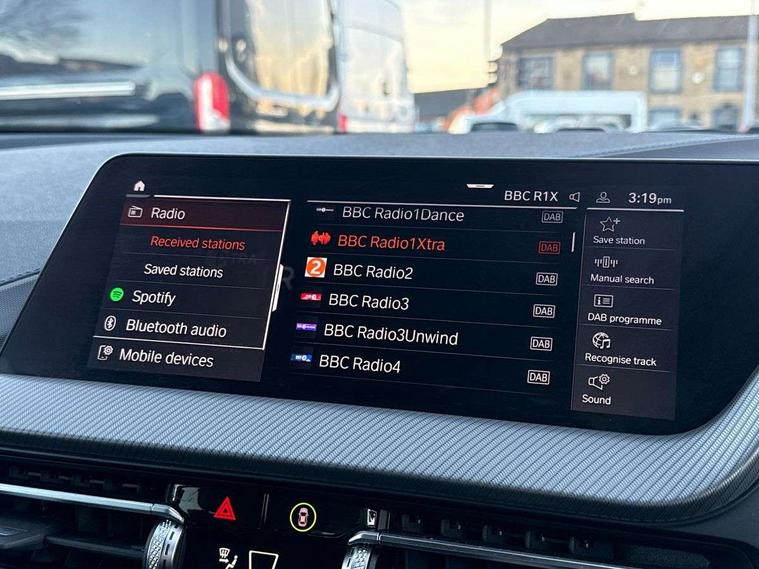 BBC R1X
3:19pm
Radio
Received stations
Saved stations
Spotify
Bluetooth audio
Mobile devices
BBC Radio1Dance DAB
BBC Radio1Xtra DAB
2 BBC Radio2 DAB
BBC Radio3 DAB
BBC Radio3Unwind DAB
BBC Radio4 DAB
Save station
Manual search
DAB programme
Recognise track
Sound